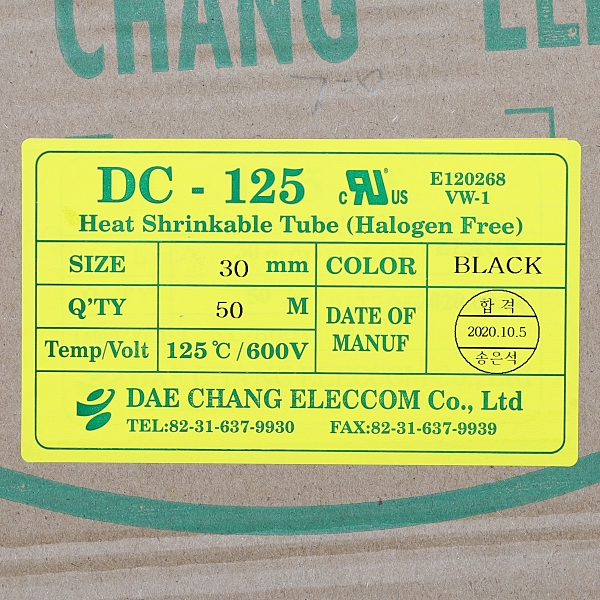 CHANG
DC - 125
c RU US
E120268
VW-1
Heat Shrinkable Tube (Halogen Free)
SIZE 30 mm COLOR BLACK
Q'TY 50 M
DATE OF MANUF
합격
2020.10.5
송은석
Temp/Volt 125℃/600V
DAE CHANG ELECCOM Co., Ltd
TEL:82-31-637-9930 FAX:82-31-637-9939